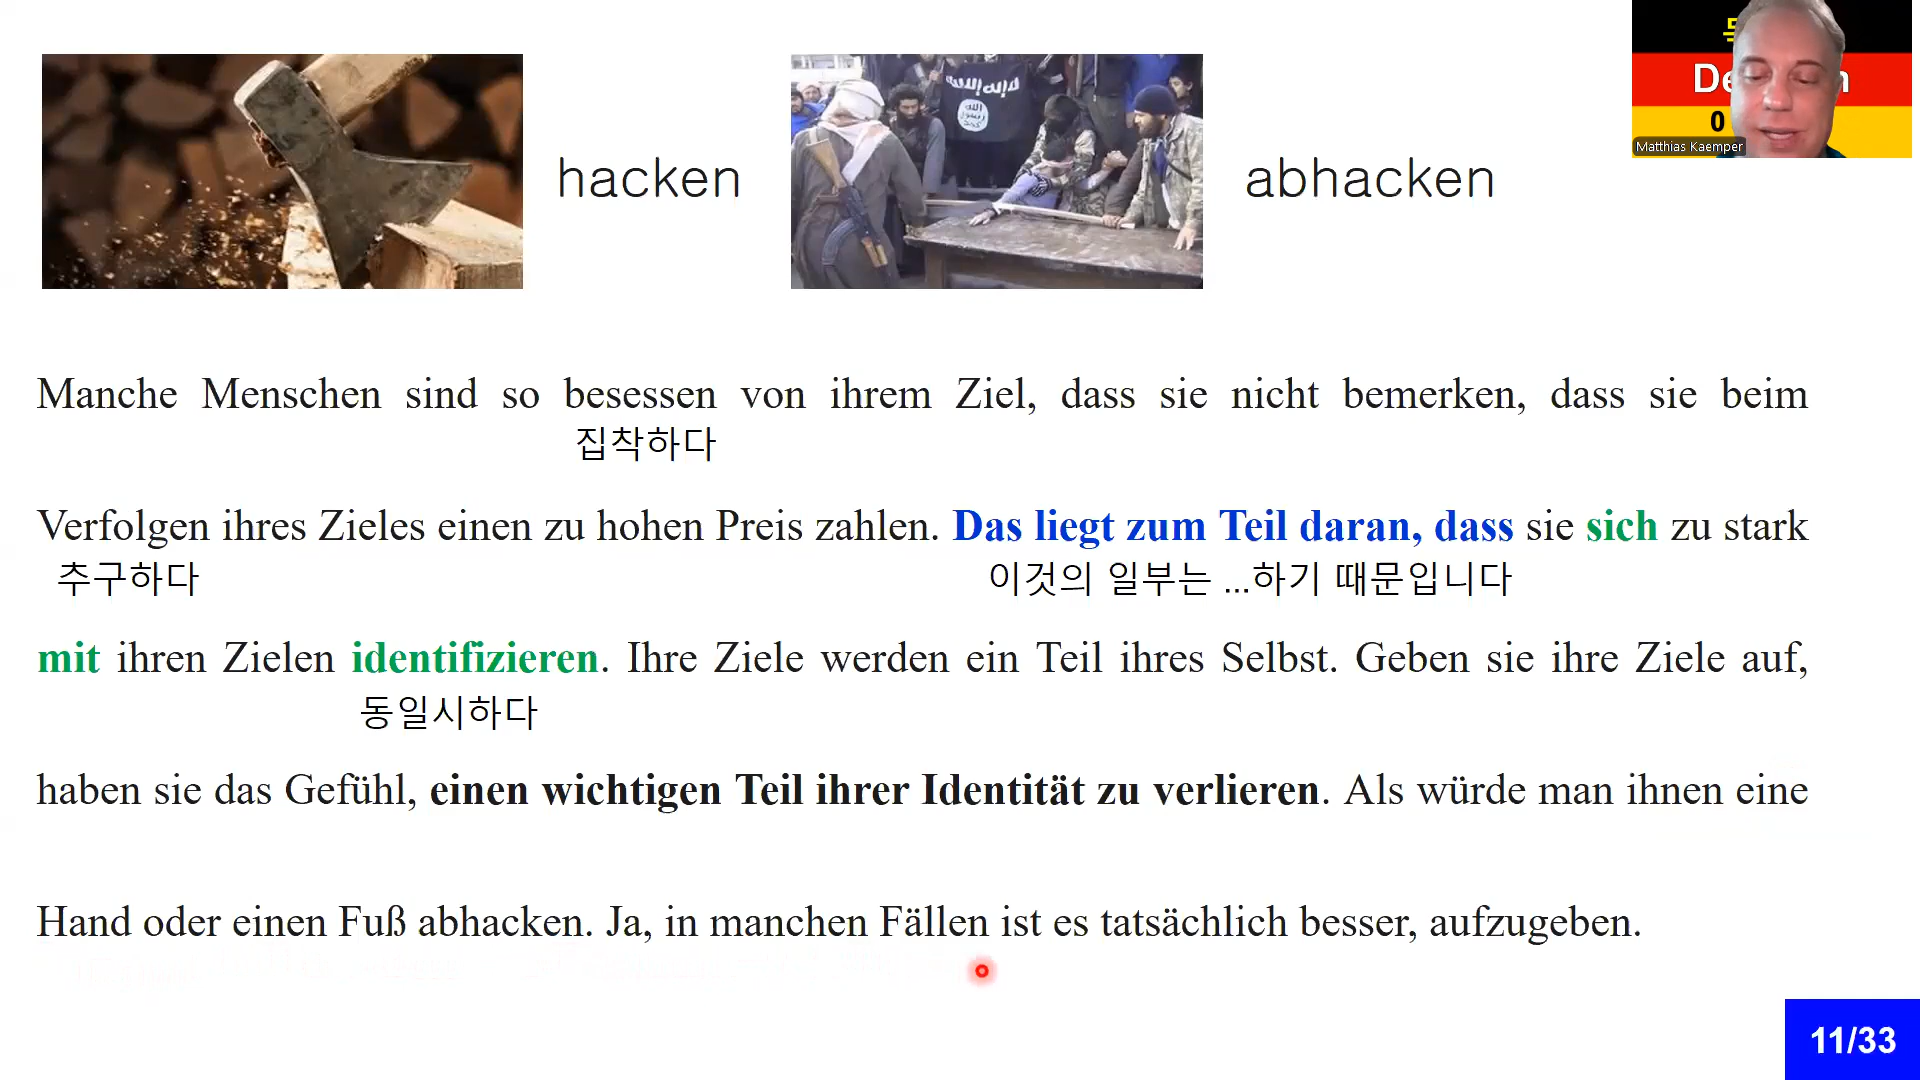 hacken
abhacken
De
0
Matthias Kaemper
Manche Menschen sind so besessen von ihrem Ziel, dass sie nicht bemerken, dass sie beim
집착하다
Verfolgen ihres Zieles einen zu hohen Preis zahlen. Das liegt zum Teil daran, dass sie sich zu stark
추구하다
이것의 일부는 ...하기 때문입니다
mit ihren Zielen identifizieren. Ihre Ziele werden ein Teil ihres Selbst. Geben sie ihre Ziele auf,
동일시하다
haben sie das Gefühl, einen wichtigen Teil ihrer Identität zu verlieren. Als würde man ihnen eine
Hand oder einen Fuß abhacken. Ja, in manchen Fällen ist es tatsächlich besser, aufzugeben.
11/33